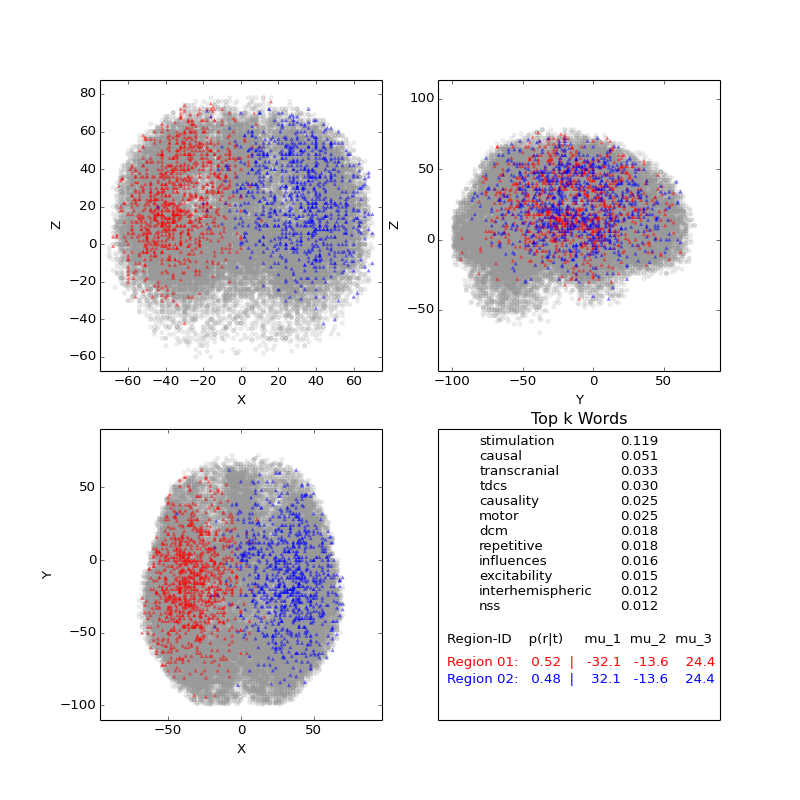 80
60
40
20
0
−20
−40
−60
Z
−60 −40 −20 0 20 40 60
X
100
50
0
−50
Z
−100 −50 0 50
Y
50
0
−50
−100
Y
−50 0 50
X
Top k Words
stimulation 0.119
causal 0.051
transcranial 0.033
tdcs 0.030
causality 0.025
motor 0.025
dcm 0.018
repetitive 0.018
influences 0.016
excitability 0.015
interhemispheric 0.012
nss 0.012
Region-ID p(r|t) mu_1 mu_2 mu_3
Region 01: 0.52 | -32.1 -13.6 24.4
Region 02: 0.48 | 32.1 -13.6 24.4